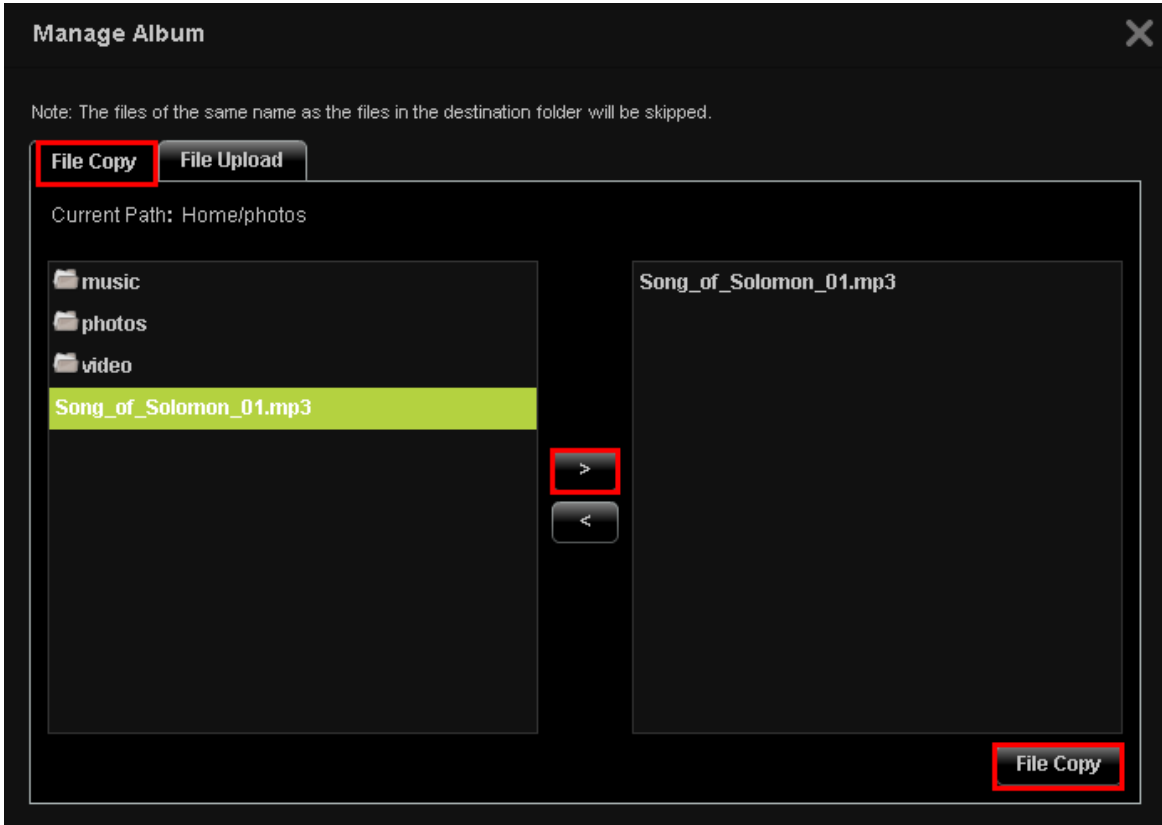 Manage Album
Note: The files of the same name as the files in the destination folder will be skipped.
File Copy
File Upload
Current Path: Home/photos
music
photos
video
Song_of_Solomon_01.mp3
>
<
Song_of_Solomon_01.mp3
File Copy